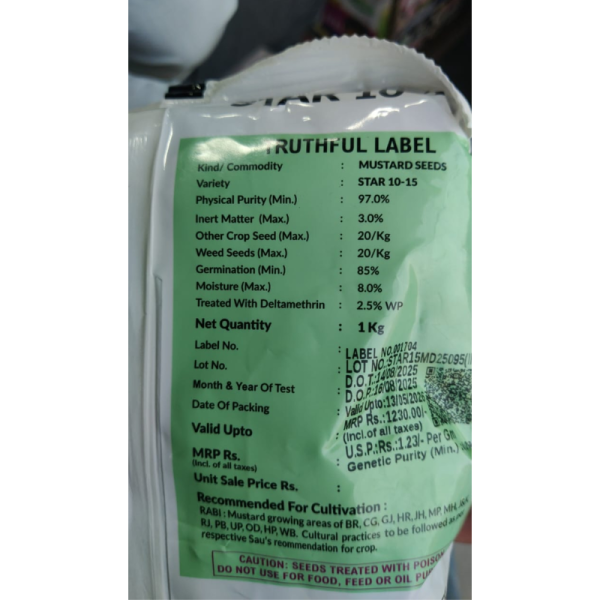 STAR 10
TRUTHFUL LABEL
Kind/ Commodity : MUSTARD SEEDS
Variety : STAR 10-15
Physical Purity (Min.) : 97.0%
Inert Matter (Max.) : 3.0%
Other Crop Seed (Max.) : 20/Kg
Weed Seeds (Max.) : 20/Kg
Germination (Min.) : 85%
Moisture (Max.) : 8.0%
Treated With Deltamethrin : 2.5% WP
Net Quantity : 1 Kg
Label No. : LABEL NO.001704
Lot No. : LOT NO.:STAR15MD25095
Month & Year Of Test : D.O.T.:14/08/2025
Date Of Packing : D.O.P.:16/08/2025
Valid Upto : Valid Upto:13/05/2026
MRP Rs. : MRP Rs.:1230.00/-
(Incl. of all taxes) (Incl.of all taxes)
Unit Sale Price Rs. : U.S.P.:Rs.:1.23/- Per Gm
Genetic Purity (Min.)
Recommended For Cultivation :
RABI : Mustard growing areas of BR, CG, GJ, HR, JH, MP, MH,
RJ, PB, UP, OD, HP, WB. Cultural practices to be followed as
respective Sau's reommendation for crop.
CAUTION: SEEDS TREATED WITH POISON
DO NOT USE FOR FOOD, FEED OR OIL